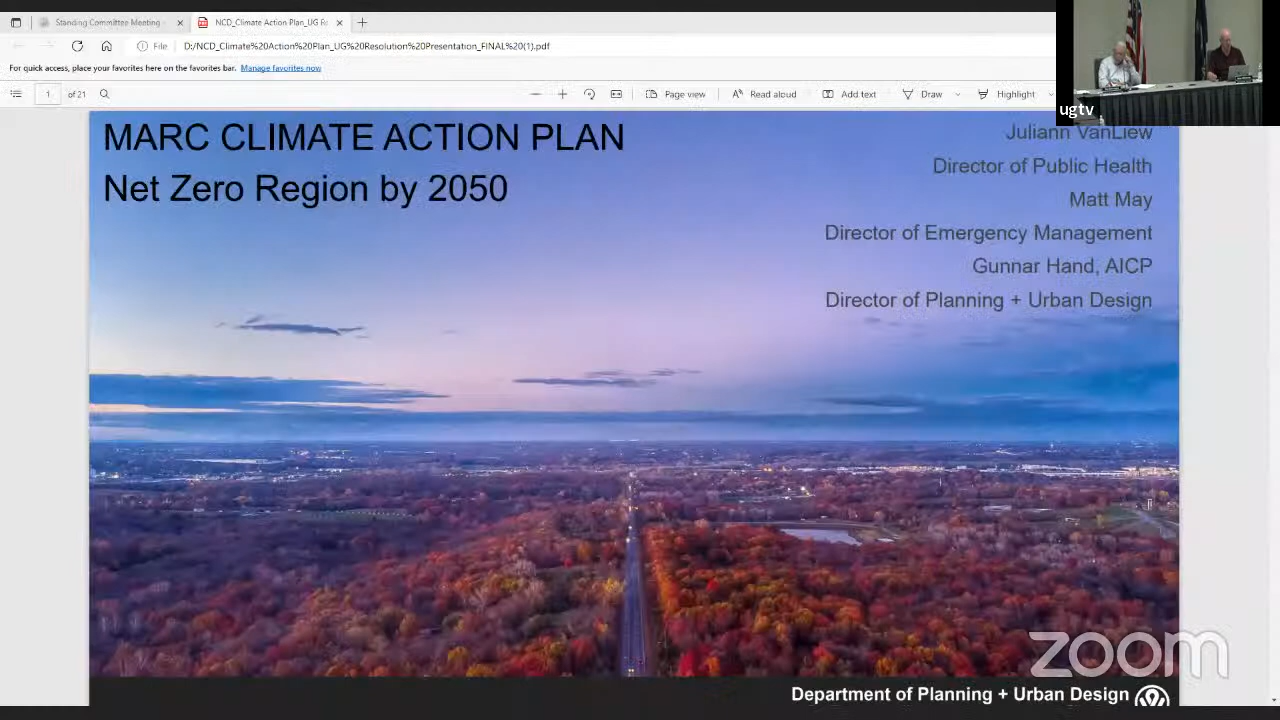 Standing Committee Meeting -
NCD_Climate Action Plan_UG Re
File
D:/NCD_Climate%20Action%20Plan_UG%20Resolution%20Presentation_FINAL%20(1).pdf
For quick access, place your favorites here on the favorites bar. Manage favorites now
1 of 21
Page view
Read aloud
Add text
Draw
Highlight
ugtv
MARC CLIMATE ACTION PLAN
Net Zero Region by 2050
Juliann VanLiew
Director of Public Health
Matt May
Director of Emergency Management
Gunnar Hand, AICP
Director of Planning + Urban Design
zoom
Department of Planning + Urban Design